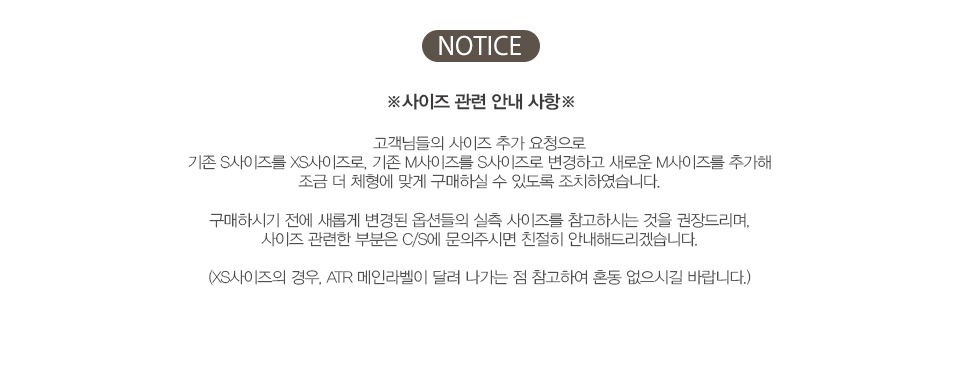 NOTICE
※사이즈 관련 안내 사항※
고객님들의 사이즈 추가 요청으로
기존 S사이즈를 XS사이즈로, 기존 M사이즈를 S사이즈로 변경하고 새로운 M사이즈를 추가해
조금 더 체형에 맞게 구매하실 수 있도록 조치하였습니다.
구매하시기 전에 새롭게 변경된 옵션들의 실측 사이즈를 참고하시는 것을 권장드리며,
사이즈 관련한 부분은 C/S에 문의주시면 친절히 안내해드리겠습니다.
(XS사이즈의 경우, ATR 메인라벨이 달려 나가는 점 참고하여 혼동 없으시길 바랍니다.)